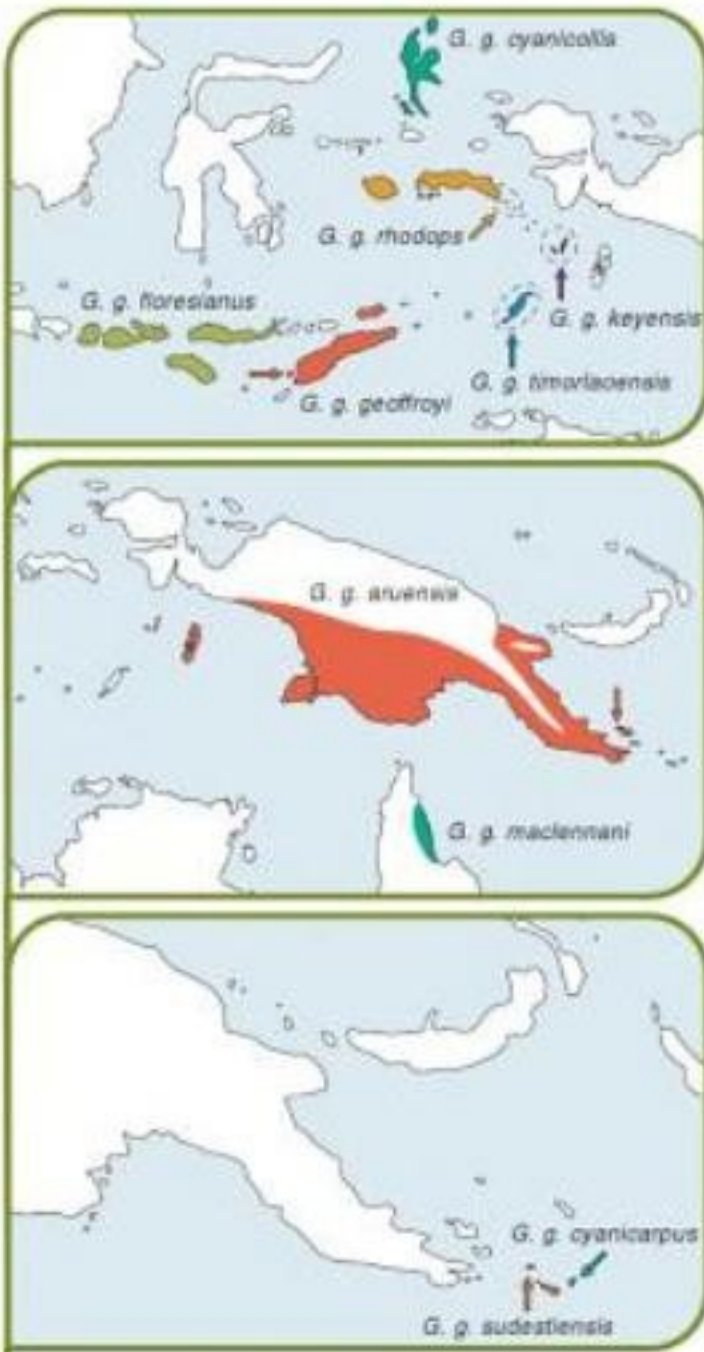 G. g. cyanicollis
G. g. rhodops
G. g. floresianus
G. g. keyensis
G. g. timorlaoensis
G. g. geoffroyi
G. g. aruensis
G. g. maclennani
G. g. cyanicarpus
G. g. sudestiensis